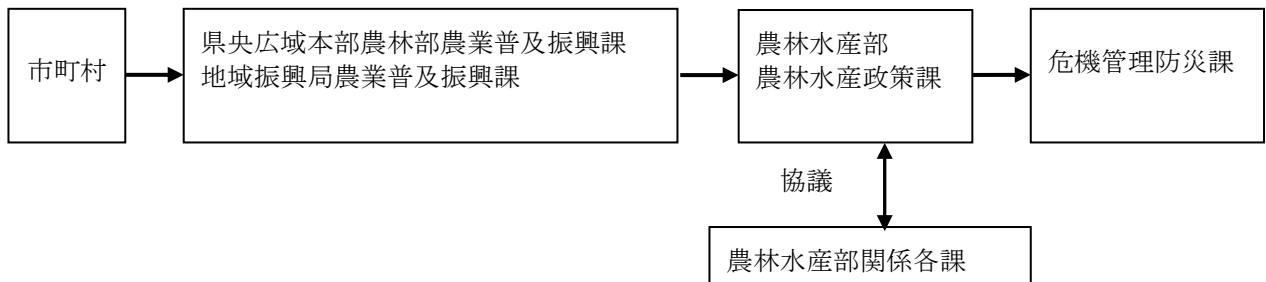 市町村
県央広域本部農林部農業普及振興課
地域振興局農業普及振興課
農林水産部
農林水産政策課
危機管理防災課
協議
農林水産部関係各課